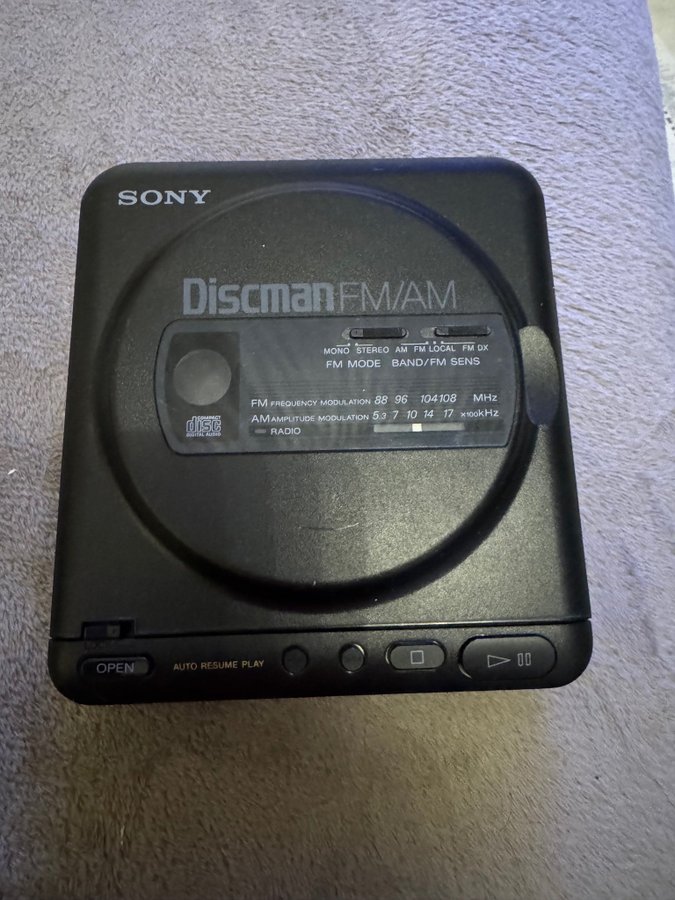 SONY
Discman FM/AM
MONO STEREO AM FM LOCAL FM DX
FM MODE BAND/FM SENS
FM FREQUENCY MODULATION 88 96 104 108 MHz
AM AMPLITUDE MODULATION 5.3 7 10 14 17 ×100kHz
RADIO
COMPACT
disc
DIGITAL AUDIO
OPEN
AUTO RESUME PLAY